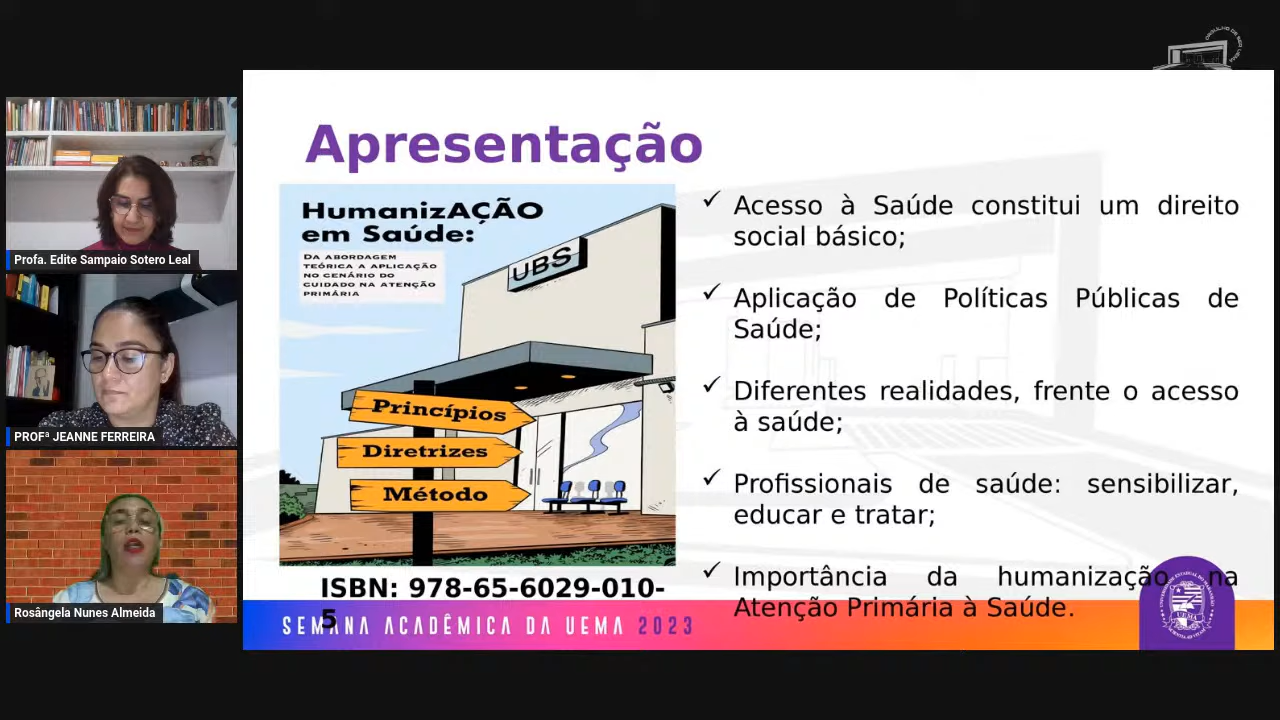 Profa. Edite Sampaio Sotero Leal
PROFª JEANNE FERREIRA
Rosângela Nunes Almeida
Apresentação
HumanizAÇÃO
em Saúde:
DA ABORDAGEM
TEÓRICA A APLICAÇÃO
NO CENÁRIO DO
CUIDADO NA ATENÇÃO
PRIMÁRIA
UBS
Princípios
Diretrizes
Método
ISBN: 978-65-6029-010-
5
✓ Acesso à Saúde constitui um direito
social básico;
✓ Aplicação de Políticas Públicas de
Saúde;
✓ Diferentes realidades, frente o acesso
à saúde;
✓ Profissionais de saúde: sensibilizar,
educar e tratar;
✓ Importância da humanização na
Atenção Primária à Saúde.
SEMANA ACADÊMICA DA UEMA 2023